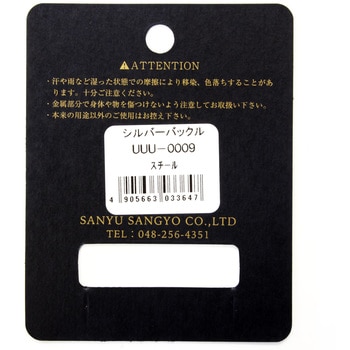 ⚠ATTENTION
・汗や雨など湿った状態での摩擦により移染、色落ちすることがあ
ります。十分ご注意ください。
・金属部分で身体や物を傷つけないよう注意してお取扱い下さい。
・本来の用途以外のご使用はお控え下さい。
シルバーバックル
UUU-0009
スチール
4 905663 033647
SANYU SANGYO CO.,LTD
TEL：048-256-4351